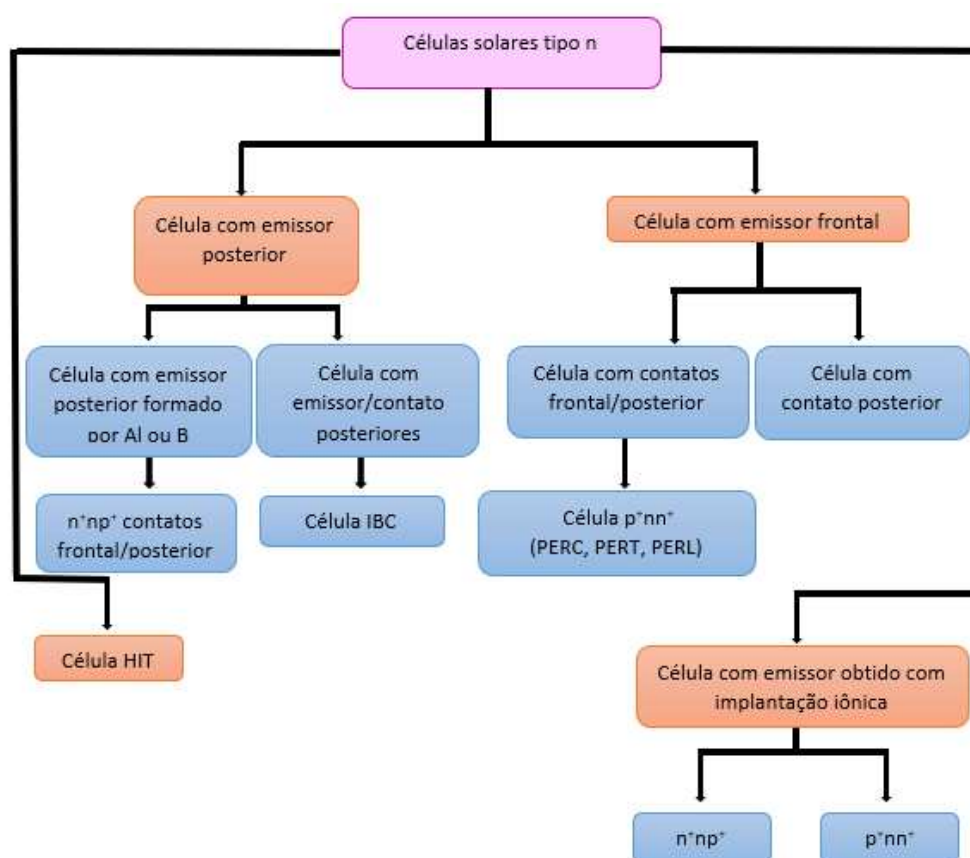 Células solares tipo n
Célula com emissor
posterior
Célula com emissor frontal
Célula com emissor
posterior formado
por Al ou B
Célula com
emissor/contato
posteriores
Célula com contatos
frontal/posterior
Célula com
contato posterior
n⁺np⁺ contatos
frontal/posterior
Célula IBC
Célula p⁺nn⁺
(PERC, PERT, PERL)
Célula HIT
Célula com emissor obtido com
implantação iônica
n⁺np⁺
p⁺nn⁺